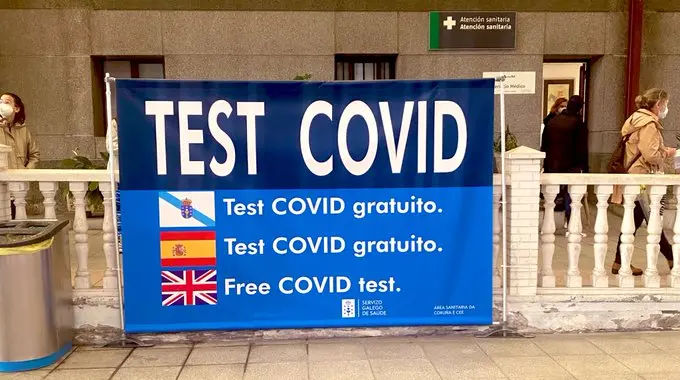 Atención sanitaria
Atención sanitaria
Médico
TEST COVID
Test COVID gratuito.
Test COVID gratuito.
Free COVID test.
SERVIZO
GALEGO
DE SAÚDE
ÁREA SANITARIA DA
CORUÑA E CEE